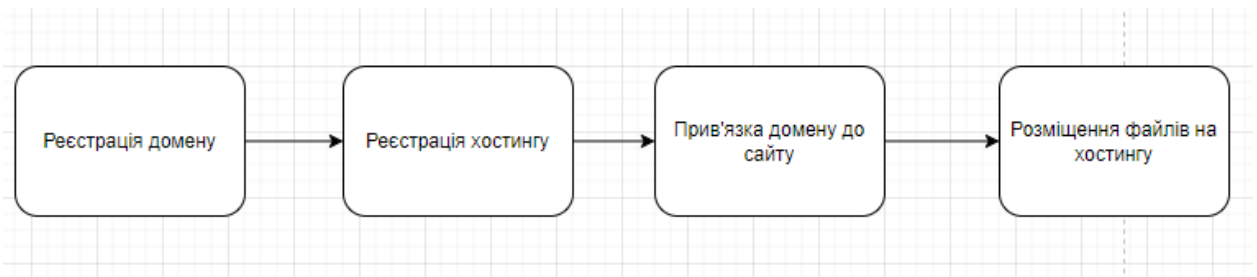 Реєстрація домену
Реєстрація хостингу
Прив'язка домену до
сайту
Розміщення файлів на
хостингу